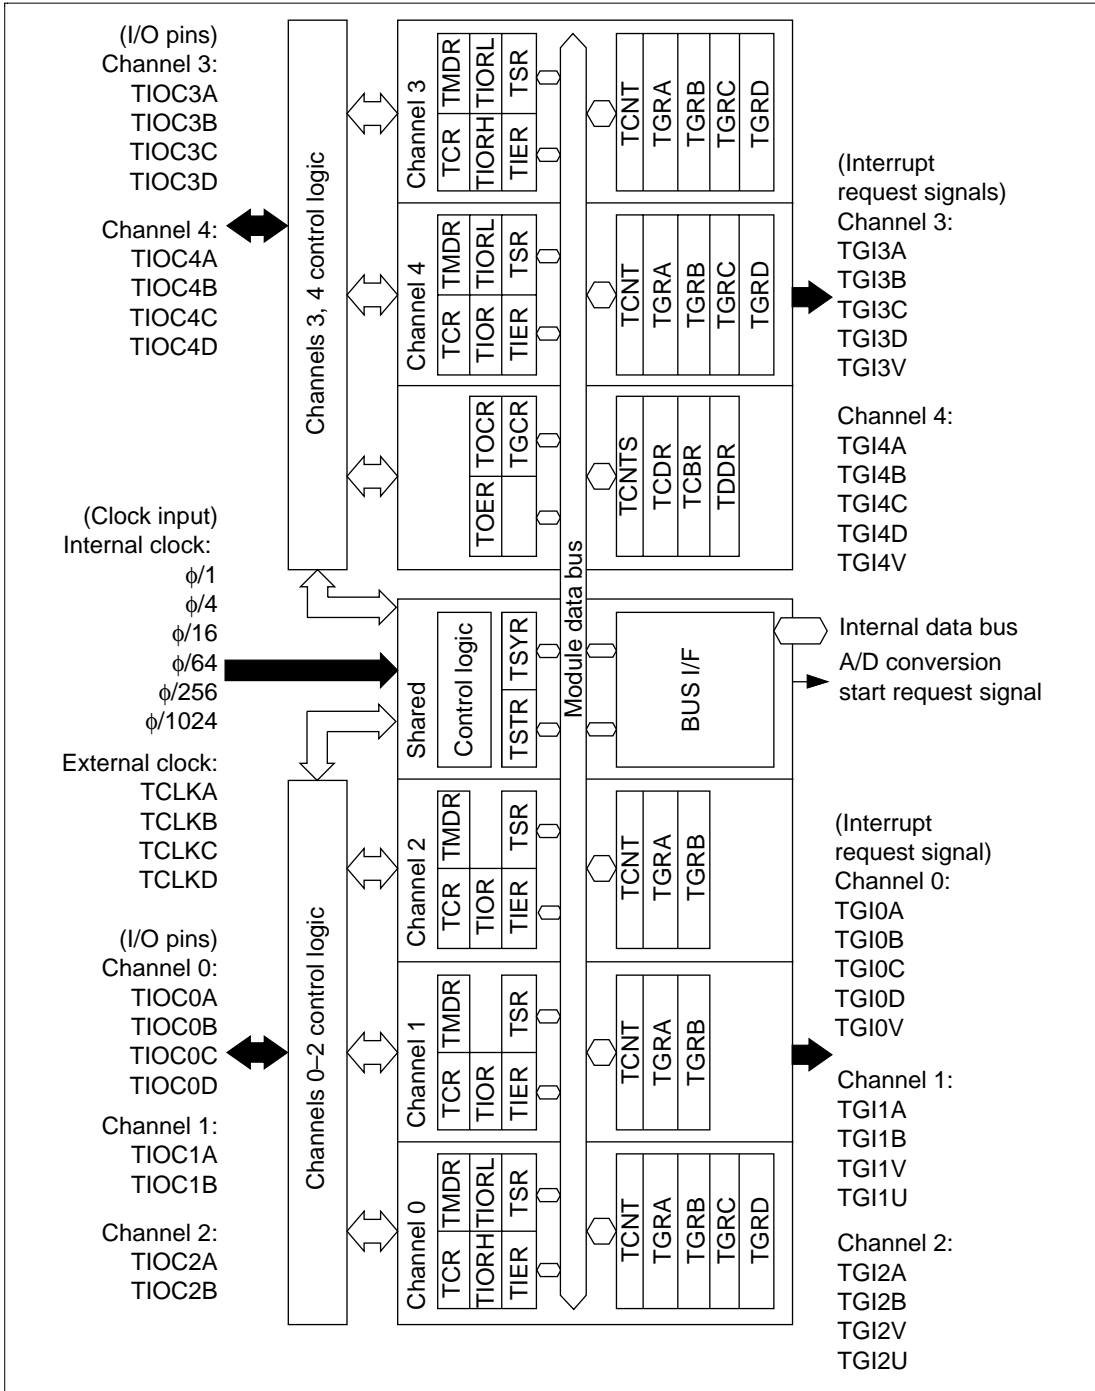 (I/O pins)
Channel 3:
TIOC3A
TIOC3B
TIOC3C
TIOC3D
Channel 4:
TIOC4A
TIOC4B
TIOC4C
TIOC4D
(Clock input)
Internal clock:
ϕ/1
ϕ/4
ϕ/16
ϕ/64
ϕ/256
ϕ/1024
External clock:
TCLKA
TCLKB
TCLKC
TCLKD
(I/O pins)
Channel 0:
TIOC0A
TIOC0B
TIOC0C
TIOC0D
Channel 1:
TIOC1A
TIOC1B
Channel 2:
TIOC2A
TIOC2B
Channels 3, 4 control logic
Channels 0–2 control logic
Channel 3
TCR
TMDR
TIORH
TIORL
TIER
TSR
TCNT
TGRA
TGRB
TGRC
TGRD
Channel 4
TCR
TMDR
TIOR
TIORL
TIER
TSR
TCNT
TGRA
TGRB
TGRC
TGRD
TOER
TOCR
TGCR
TCNTS
TCDR
TCBR
TDDR
Module data bus
Shared
Control logic
TSTR
TSYR
BUS I/F
Channel 2
TCR
TMDR
TIOR
TIER
TSR
TCNT
TGRA
TGRB
Channel 1
TCR
TMDR
TIOR
TIER
TSR
TCNT
TGRA
TGRB
Channel 0
TCR
TMDR
TIORH
TIORL
TIER
TSR
TCNT
TGRA
TGRB
TGRC
TGRD
(Interrupt
request signals)
Channel 3:
TGI3A
TGI3B
TGI3C
TGI3D
TGI3V
Channel 4:
TGI4A
TGI4B
TGI4C
TGI4D
TGI4V
Internal data bus
A/D conversion
start request signal
(Interrupt
request signal)
Channel 0:
TGI0A
TGI0B
TGI0C
TGI0D
TGI0V
Channel 1:
TGI1A
TGI1B
TGI1V
TGI1U
Channel 2:
TGI2A
TGI2B
TGI2V
TGI2U